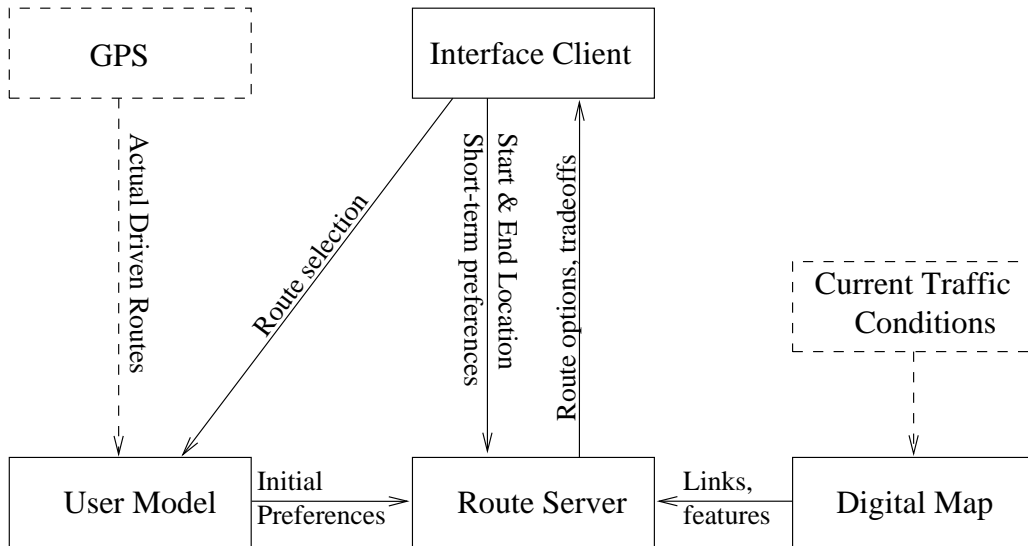 GPS
Interface Client
Actual Driven Routes
Route selection
Short-term preferences
Start & End Location
Route options, tradeoffs
Current Traffic
Conditions
User Model
Initial
Preferences
Route Server
Links,
features
Digital Map